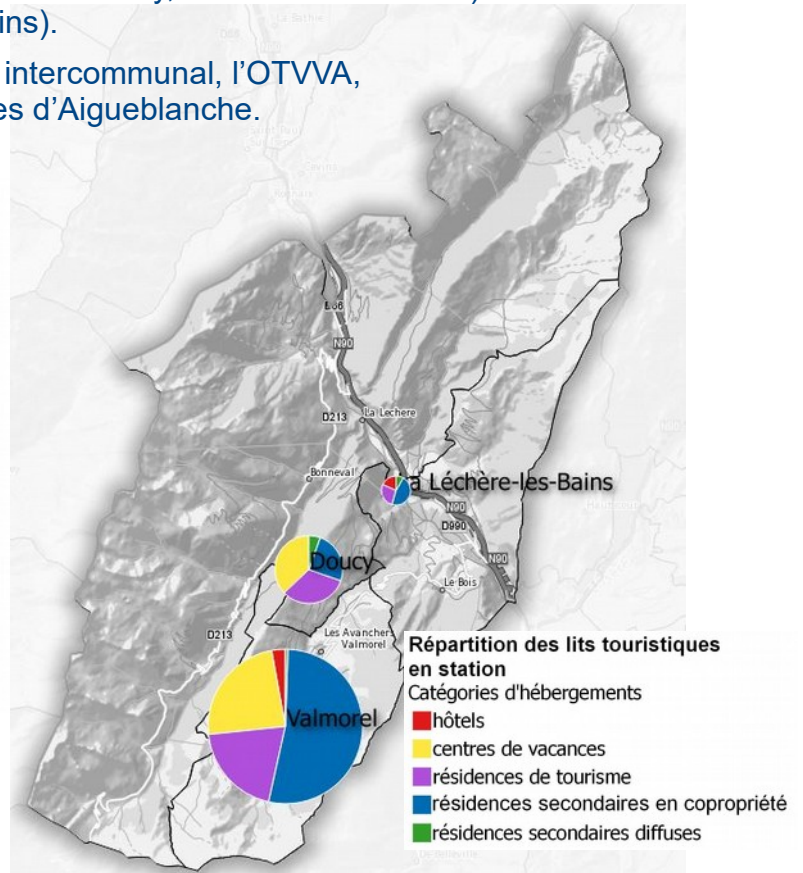 ins).
intercommunal, l'OTVVA,
es d'Aigueblanche.
N90
D213
La Lechere
Bonneval
a Léchère-les-Bains
N90
D990
Doucy
N90
Le Bois
D213
Les Avanchers
Valmorel
Valmorel
Répartition des lits touristiques
en station
Catégories d'hébergements
hôtels
centres de vacances
résidences de tourisme
résidences secondaires en copropriété
résidences secondaires diffuses